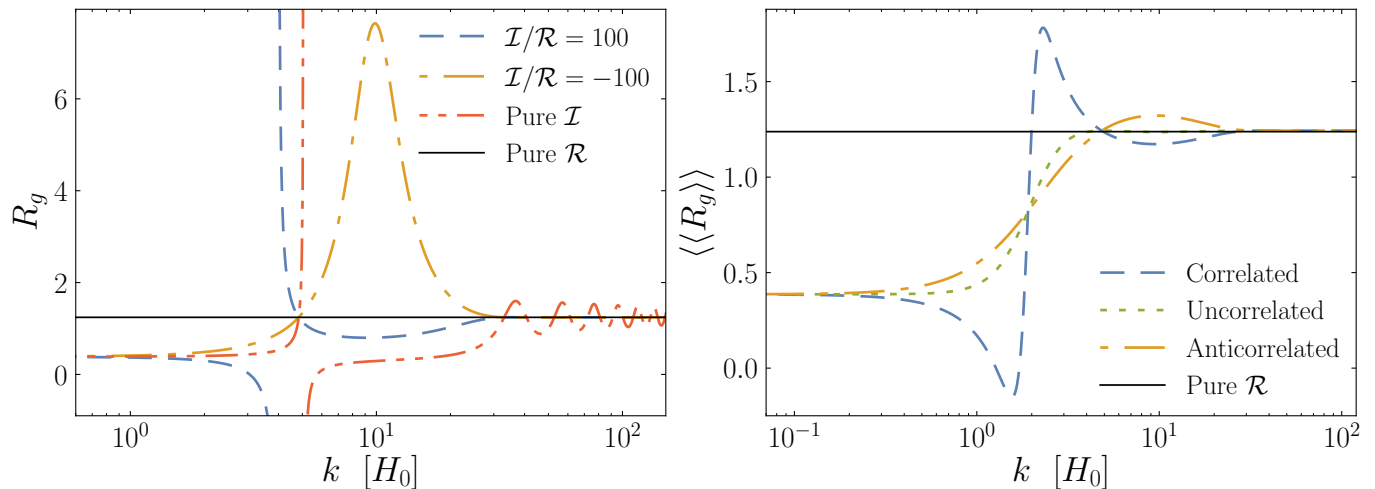 6
4
2
0
R_g
I/R = 100
I/R = −100
Pure I
Pure R
10^0
10^1
10^2
k [H_0]
1.5
1.0
0.5
0.0
⟨⟨R_g⟩⟩
Correlated
Uncorrelated
Anticorrelated
Pure R
10^−1
10^0
10^1
10^2
k [H_0]